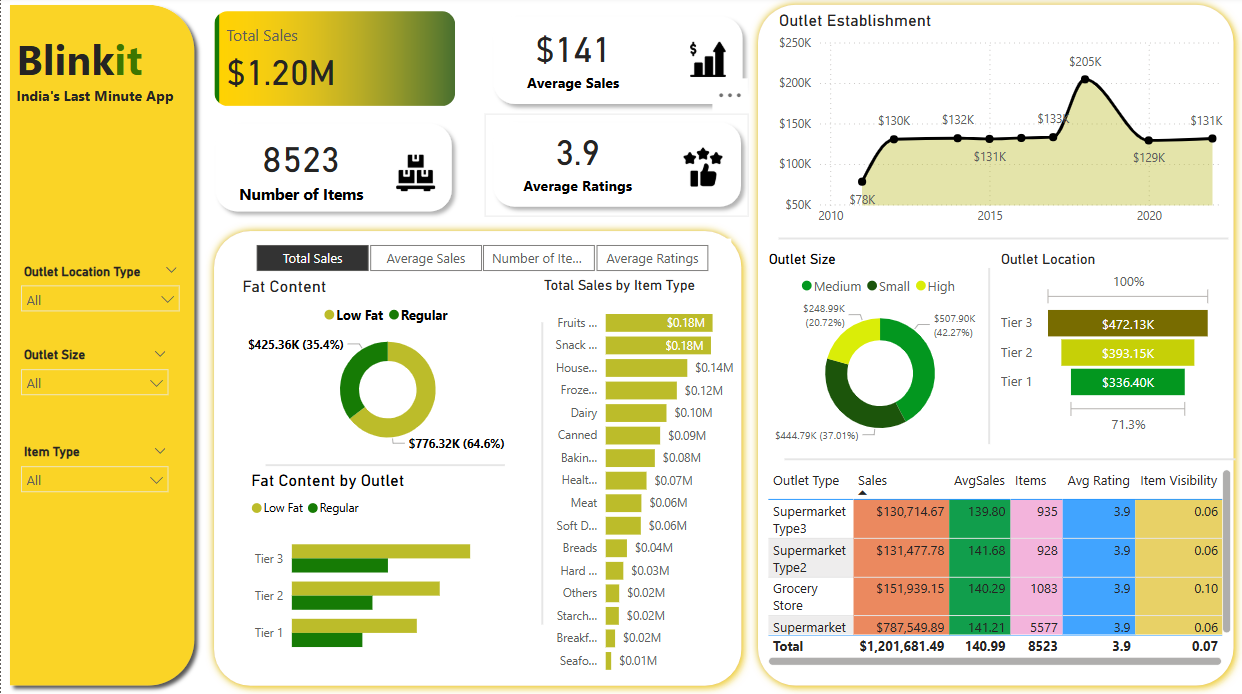 Blinkit
India's Last Minute App
Outlet Location Type
All
Outlet Size
All
Item Type
All
Total Sales
$1.20M
$141
Average Sales
8523
Number of Items
3.9
Average Ratings
Total Sales
Average Sales
Number of Ite...
Average Ratings
Fat Content
Low Fat Regular
$425.36K (35.4%)
$776.32K (64.6%)
Fat Content by Outlet
Low Fat Regular
Tier 3
Tier 2
Tier 1
Total Sales by Item Type
Fruits ... $0.18M
Snack ... $0.18M
House... $0.14M
Froze... $0.12M
Dairy $0.10M
Canned $0.09M
Bakin... $0.08M
Healt... $0.07M
Meat $0.06M
Soft D... $0.06M
Breads $0.04M
Hard ... $0.03M
Others $0.02M
Starch... $0.02M
Breakf... $0.02M
Seafo... $0.01M
Outlet Establishment
$250K
$200K
$150K
$100K
$50K
$78K
$130K
$132K
$131K
$133K
$205K
$129K
$131K
2010 2015 2020
Outlet Size
Medium Small High
$248.99K
(20.72%)
$507.90K
(42.27%)
$444.79K (37.01%)
Outlet Location
100%
Tier 3 $472.13K
Tier 2 $393.15K
Tier 1 $336.40K
71.3%
Outlet Type Sales AvgSales Items Avg Rating Item Visibility
Supermarket $130,714.67 139.80 935 3.9 0.06
Type3
Supermarket $131,477.78 141.68 928 3.9 0.06
Type2
Grocery $151,939.15 140.29 1083 3.9 0.10
Store
Supermarket $787,549.89 141.21 5577 3.9 0.06
Total $1,201,681.49 140.99 8523 3.9 0.07